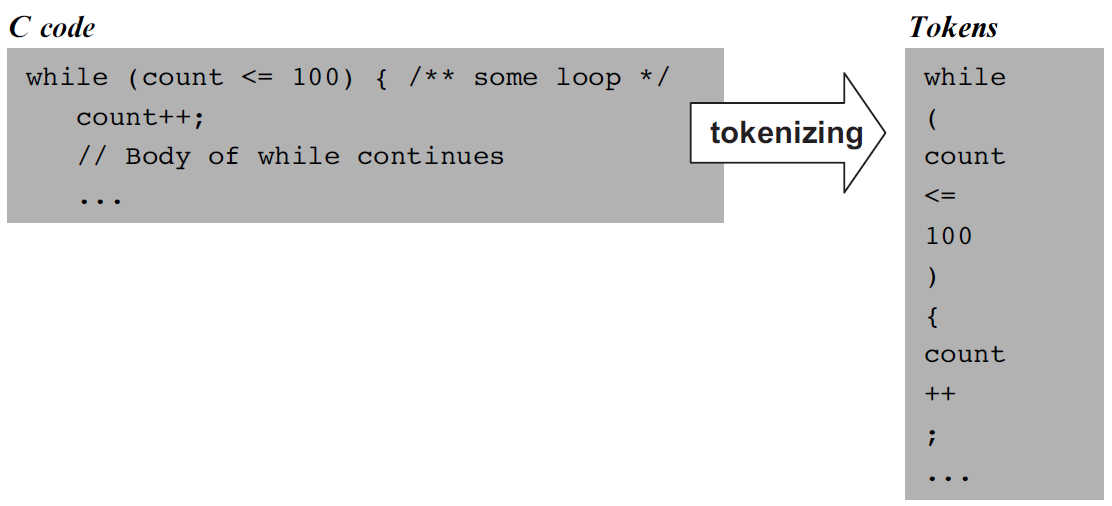 C code
while (count <= 100) { /** some loop */
count++;
// Body of while continues
...
tokenizing
Tokens
while
(
count
<=
100
)
{
count
++
;
...